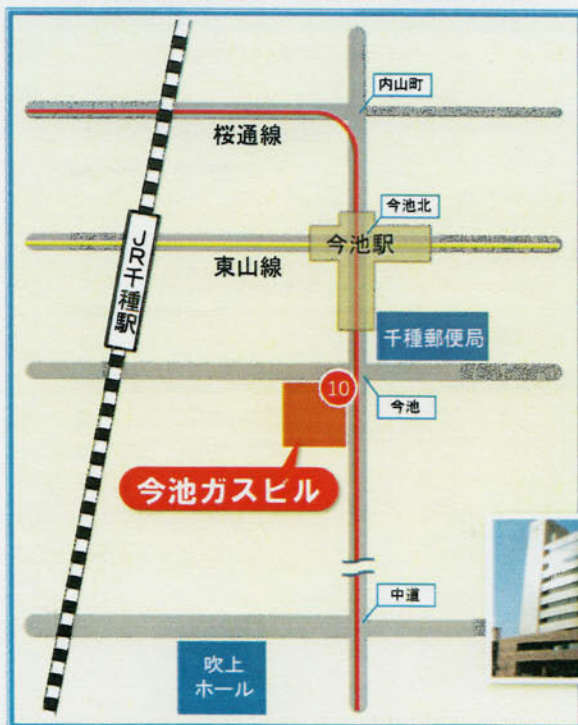 内山町
桜通線
今池北
今池駅
東山線
JR千種駅
千種郵便局
10
今池
今池ガスビル
中道
吹上
ホール